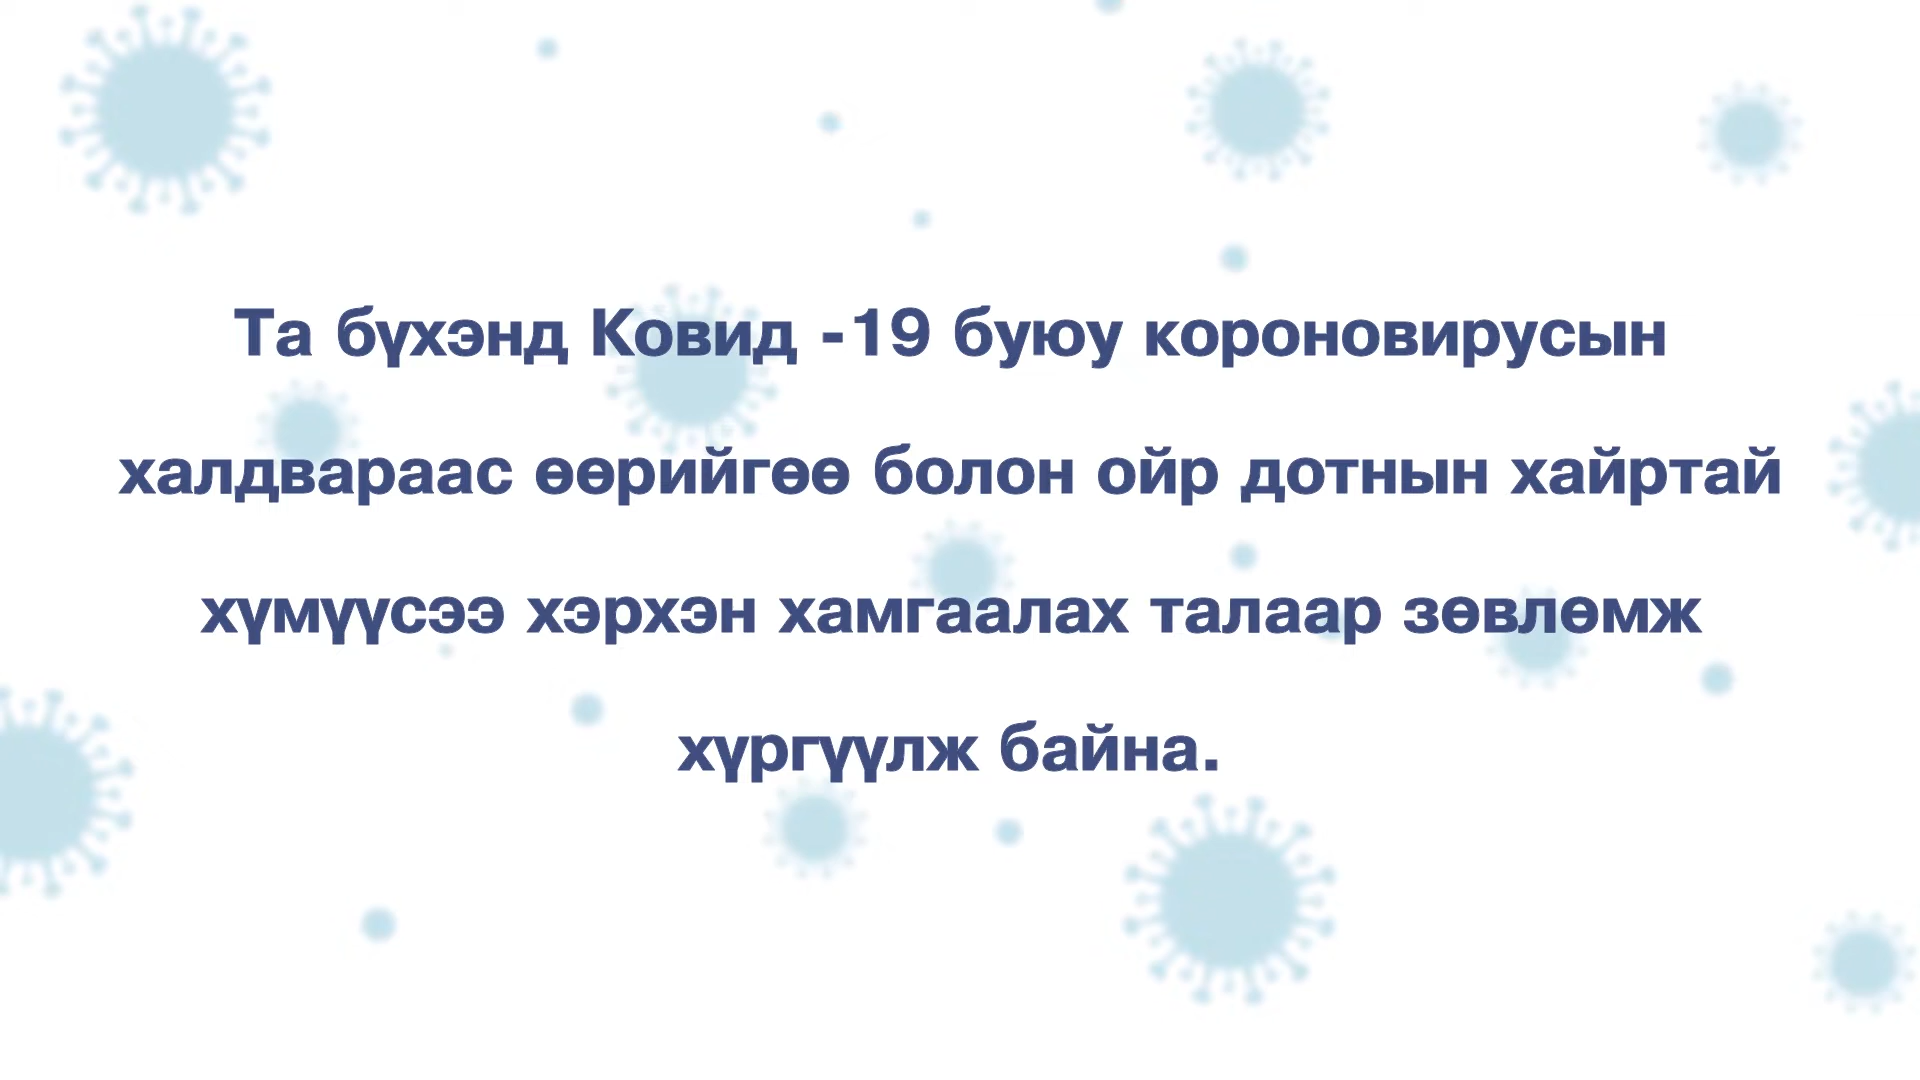 Та бүхэнд Ковид -19 буюу короновирусын
халдвараас өөрийгөө болон ойр дотнын хайртай
хүмүүсээ хэрхэн хамгаалах талаар зөвлөмж
хүргүүлж байна.